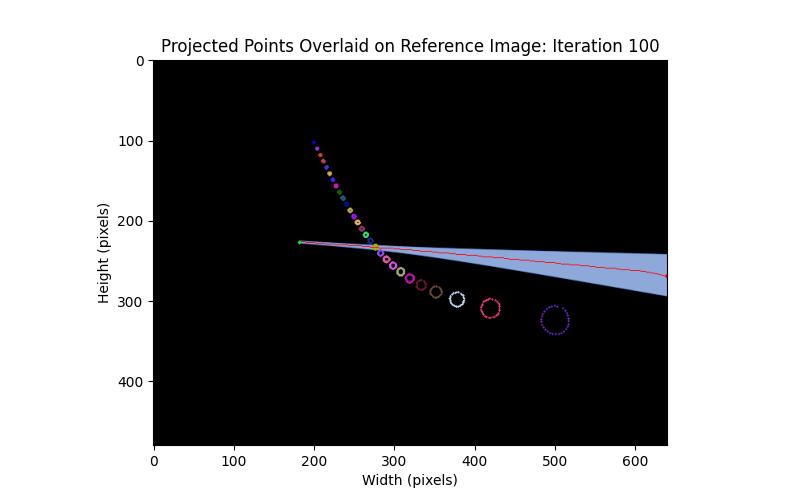 Projected Points Overlaid on Reference Image: Iteration 100
0
100
200
300
400
Height (pixels)
0 100 200 300 400 500 600
Width (pixels)